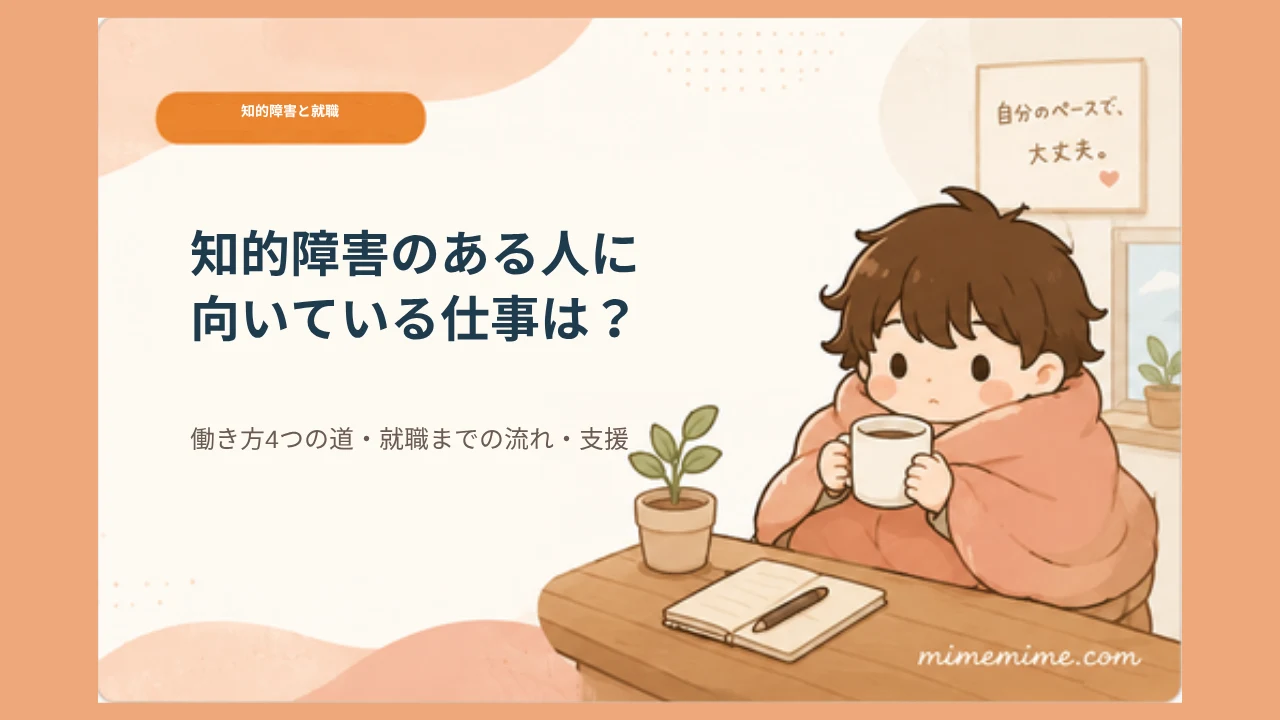 知的障害と就職
自分のペースで、
大丈夫。
知的障害のある人に
向いている仕事は？
働き方4つの道・就職までの流れ・支援
mimemime.com